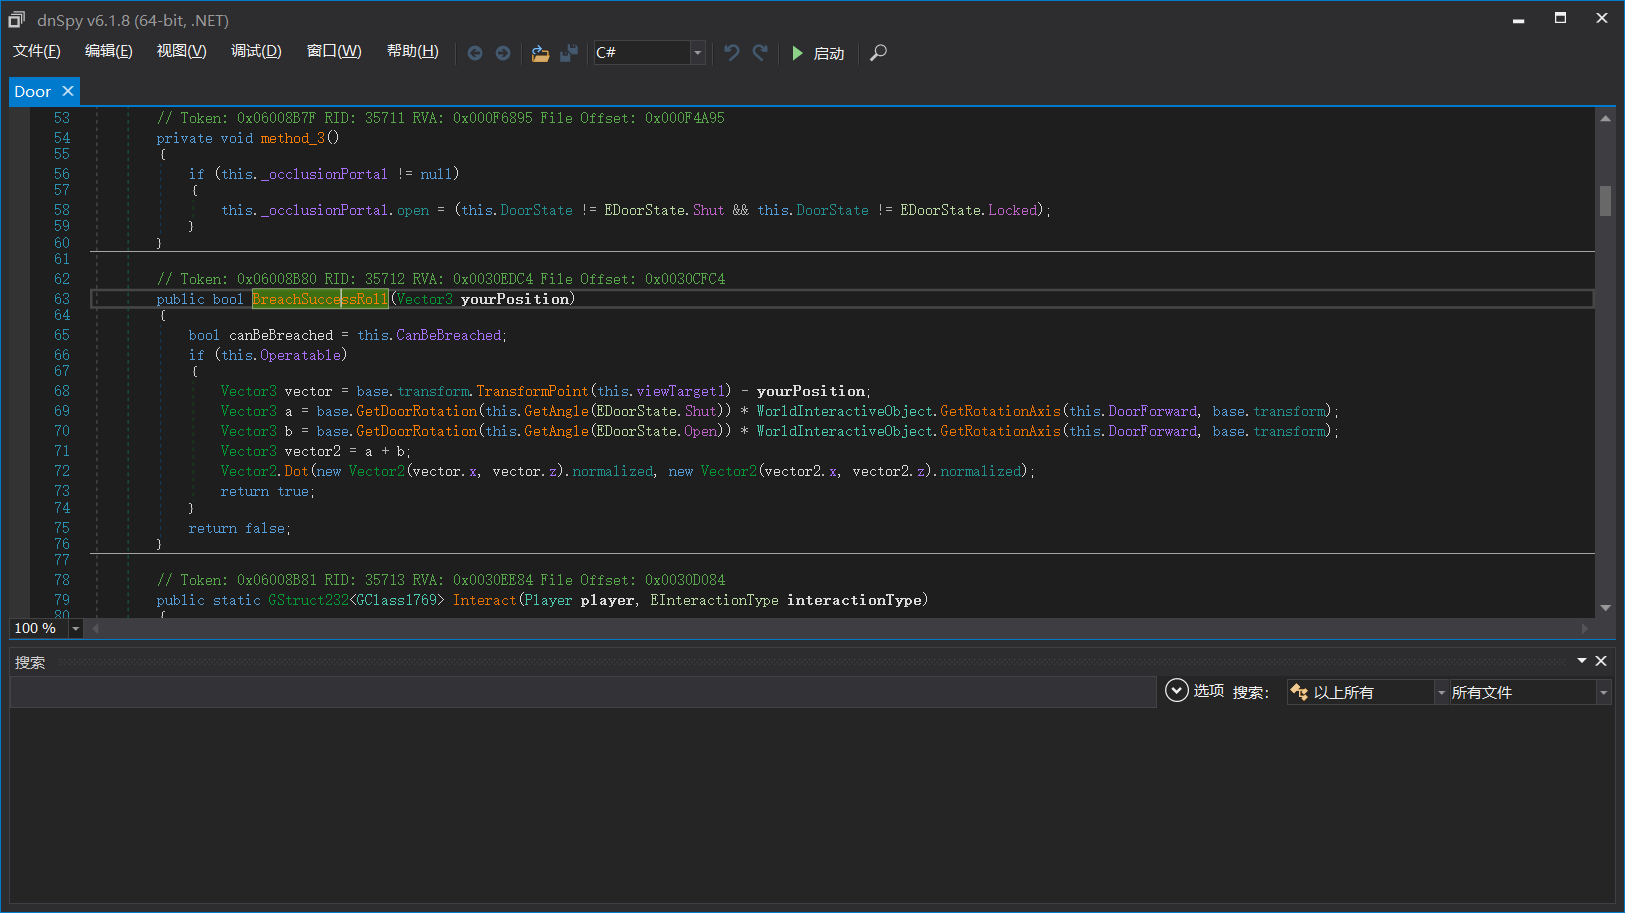 dnSpy v6.1.8 (64-bit, .NET)
文件(F) 编辑(E) 视图(V) 调试(D) 窗口(W) 帮助(H) C# 启动
Door
53 // Token: 0x06008B7F RID: 35711 RVA: 0x000F6895 File Offset: 0x000F4A95
54 private void method_3()
55 {
56 if (this._occlusionPortal != null)
57 {
58 this._occlusionPortal.open = (this.DoorState != EDoorState.Shut && this.DoorState != EDoorState.Locked);
59 }
60 }
61
62 // Token: 0x06008B80 RID: 35712 RVA: 0x0030EDC4 File Offset: 0x0030CFC4
63 public bool BreachSuccessRoll(Vector3 yourPosition)
64 {
65 bool canBeBreached = this.CanBeBreached;
66 if (this.Operatable)
67 {
68 Vector3 vector = base.transform.TransformPoint(this.viewTarget1) - yourPosition;
69 Vector3 a = base.GetDoorRotation(this.GetAngle(EDoorState.Shut)) * WorldInteractiveObject.GetRotationAxis(this.DoorForward, base.transform);
70 Vector3 b = base.GetDoorRotation(this.GetAngle(EDoorState.Open)) * WorldInteractiveObject.GetRotationAxis(this.DoorForward, base.transform);
71 Vector3 vector2 = a + b;
72 Vector2.Dot(new Vector2(vector.x, vector.z).normalized, new Vector2(vector2.x, vector2.z).normalized);
73 return true;
74 }
75 return false;
76 }
77
78 // Token: 0x06008B81 RID: 35713 RVA: 0x0030EE84 File Offset: 0x0030D084
79 public static GStruct232<GClass1769> Interact(Player player, EInteractionType interactionType)
80 {
100 %
搜索
选项 搜索: 以上所有 所有文件